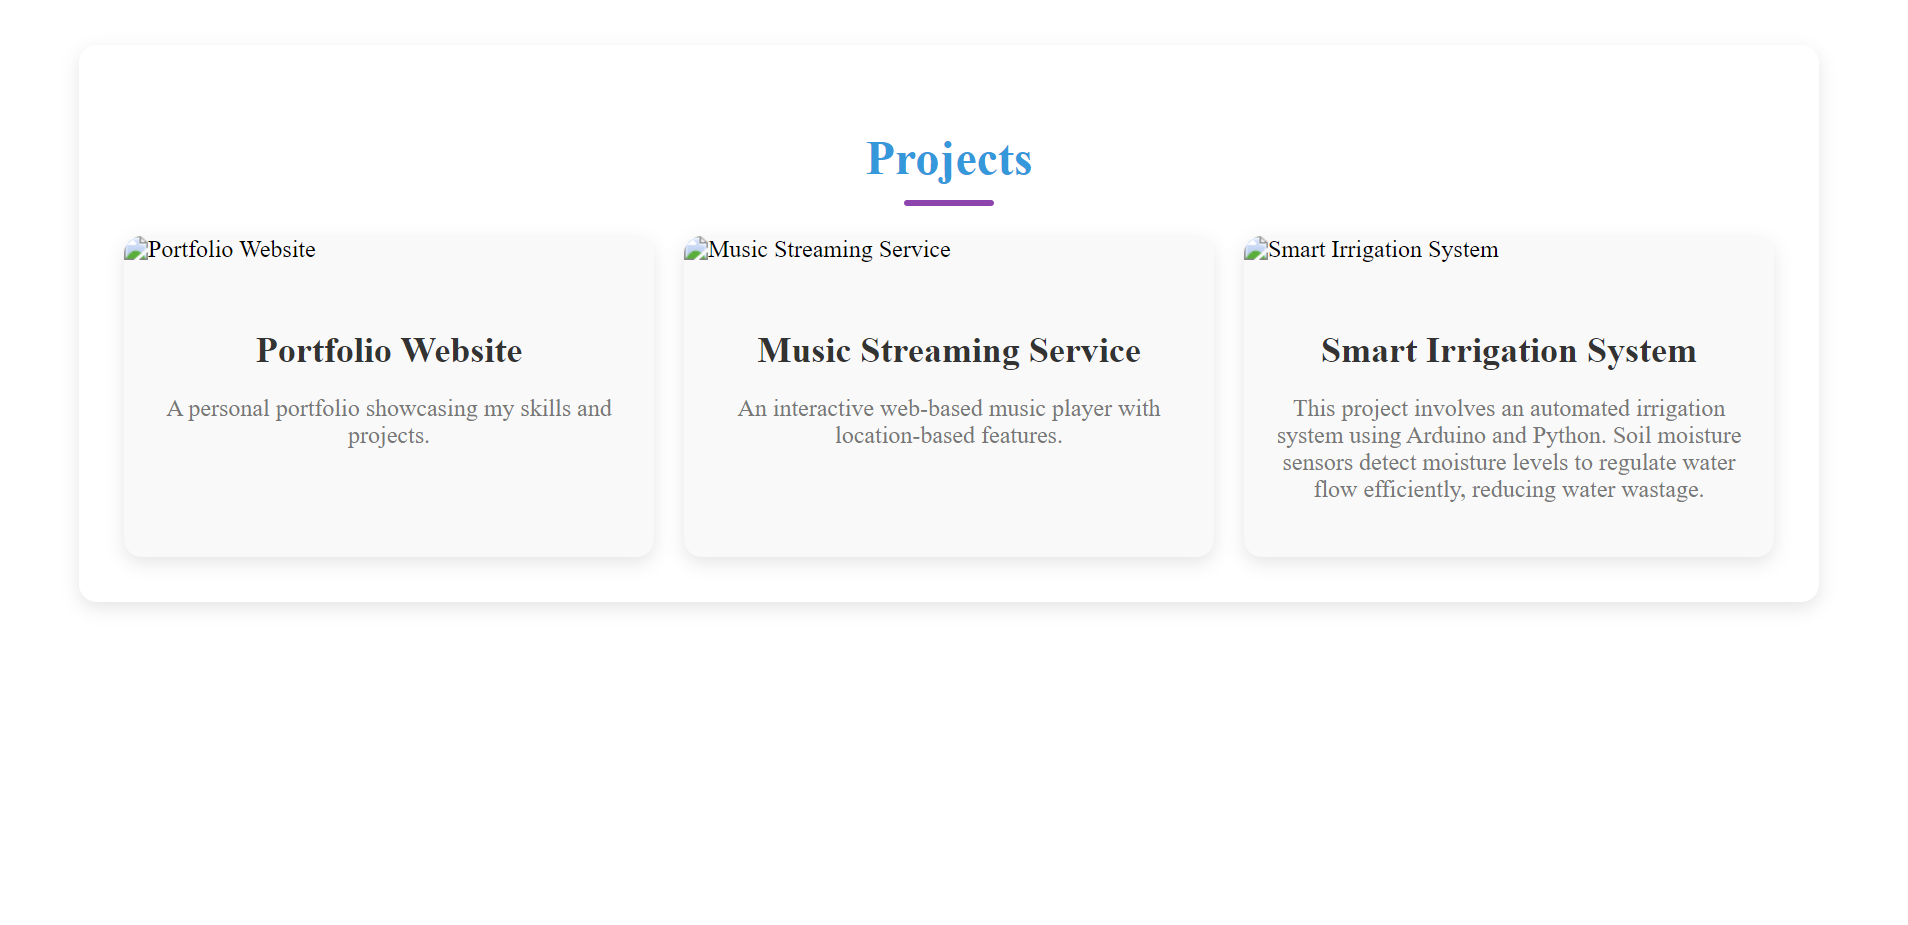 Projects
Portfolio Website
Music Streaming Service
Smart Irrigation System
Portfolio Website
A personal portfolio showcasing my skills and
projects.
Music Streaming Service
An interactive web-based music player with
location-based features.
Smart Irrigation System
This project involves an automated irrigation
system using Arduino and Python. Soil moisture
sensors detect moisture levels to regulate water
flow efficiently, reducing water wastage.